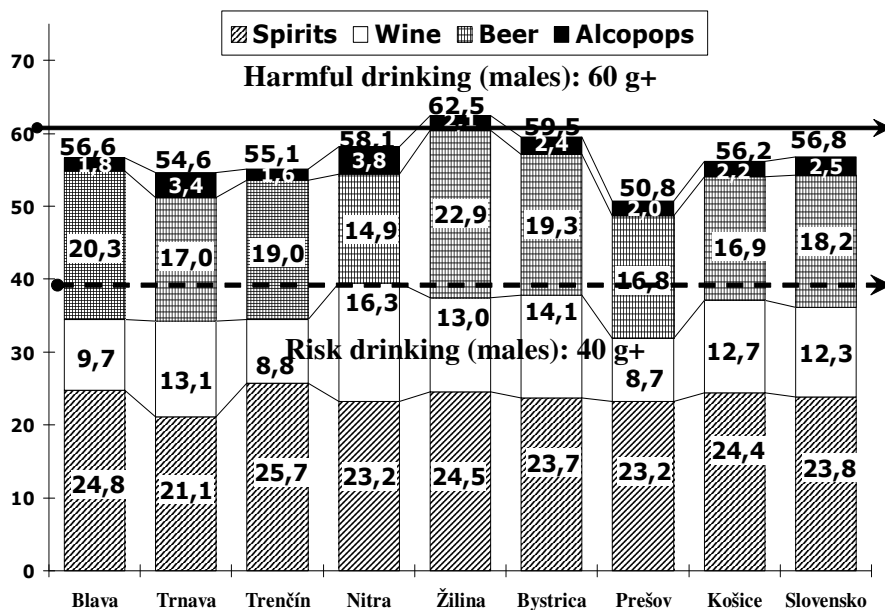 Spirits Wine Beer Alcopops
70
Harmful drinking (males): 60 g+
60
50
40
Risk drinking (males): 40 g+
30
20
10
0
56,6 54,6 55,1 58,1 62,5 59,5 50,8 56,2 56,8
1,8 3,4 1,6 3,8 2,1 2,4 2,0 2,2 2,5
20,3 17,0 19,0 14,9 22,9 19,3 16,8 16,9 18,2
9,7 13,1 8,8 16,3 13,0 14,1 8,7 12,7 12,3
24,8 21,1 25,7 23,2 24,5 23,7 23,2 24,4 23,8
Blava Trnava Trenčín Nitra Žilina Bystrica Prešov Košice Slovensko